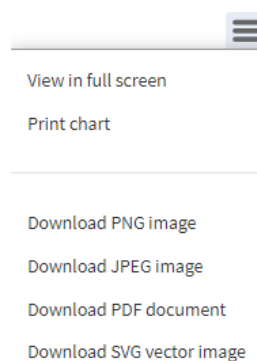 View in full screen
Print chart
Download PNG image
Download JPEG image
Download PDF document
Download SVG vector image